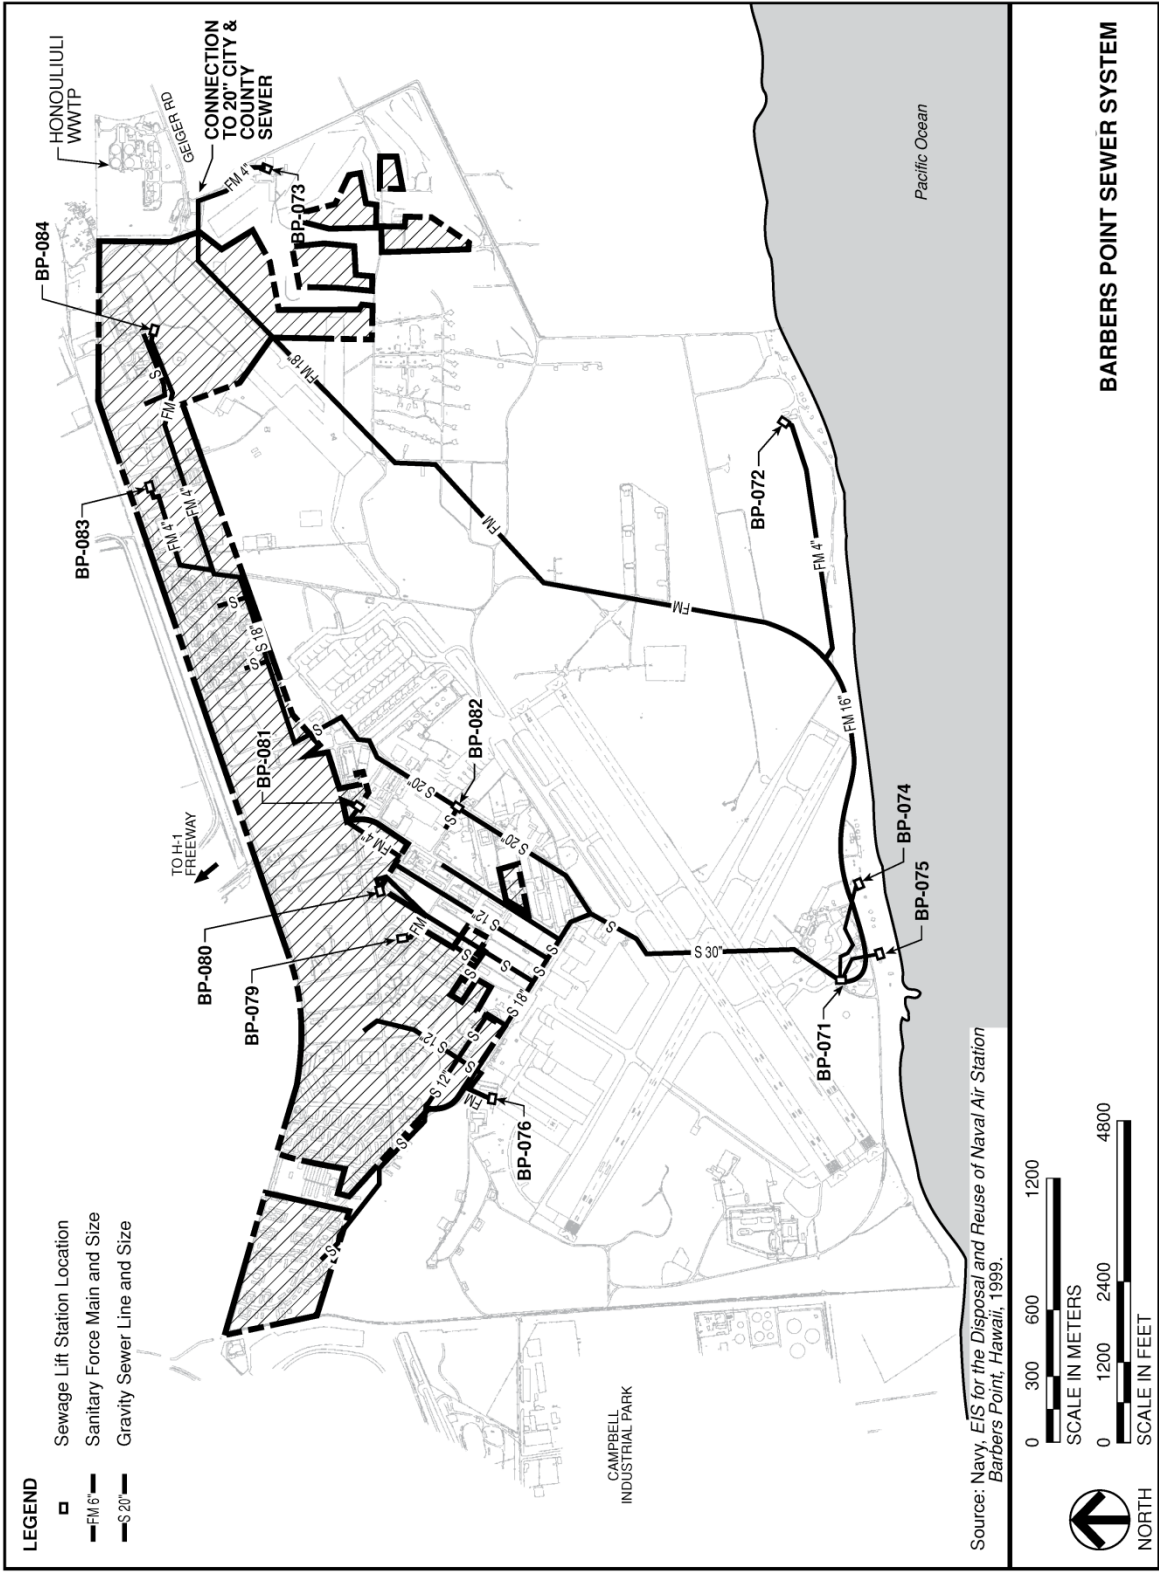 LEGEND
Sewage Lift Station Location
FM 6" Sanitary Force Main and Size
S 20" Gravity Sewer Line and Size
HONOULIULI
WWTP
GEIGER RD
CONNECTION
TO 20" CITY &
COUNTY
SEWER
FM 4"
BP-073
BP-084
S
FM
BP-083
FM 4"
FM 4"
FM 18"
S
S 18"
S
S
TO H-1
FREEWAY
BP-081
S 20"
BP-082
S
S 20"
FM 4"
BP-080
BP-079
FM
S 12"
S
S
S
S
S
S
S 18"
S 12"
S
S
S 12"
FM
BP-076
S
S
S
S 30"
FM
FM
BP-072
FM 4"
FM 16"
BP-074
BP-075
BP-071
Pacific Ocean
CAMPBELL
INDUSTRIAL PARK
Source: Navy, EIS for the Disposal and Reuse of Naval Air Station
Barbers Point, Hawaii, 1999.
NORTH
0 300 600 1200
SCALE IN METERS
0 1200 2400 4800
SCALE IN FEET
BARBERS POINT SEWER SYSTEM